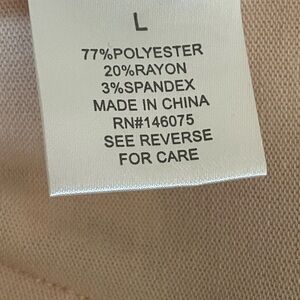 L
77%POLYESTER
20%RAYON
3%SPANDEX
MADE IN CHINA
RN#146075
SEE REVERSE
FOR CARE